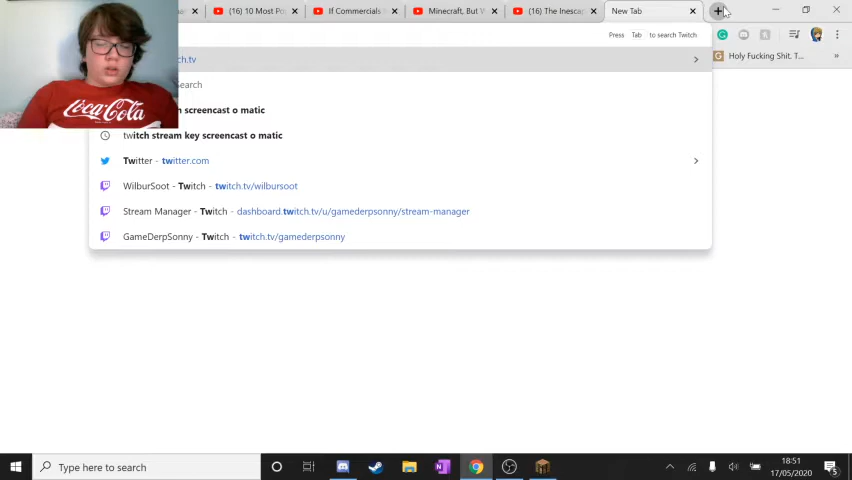 (16) 10 Most Po
If Commercials
Minecraft, But W
(16) The Inesca
New Tab
Press Tab to search Twitch
ch.tv
earch
h screencast o matic
Holy Fucking Shit. T...
twitch stream key screencast o matic
Twitter - twitter.com
WilburSoot - Twitch - twitch.tv/wilbursoot
Stream Manager - Twitch - dashboard.twitch.tv/u/gamederpsonny/stream-manager
GameDerpSonny - Twitch - twitch.tv/gamederpsonny
Coca-Cola
Type here to search
18:51
17/05/2020
5